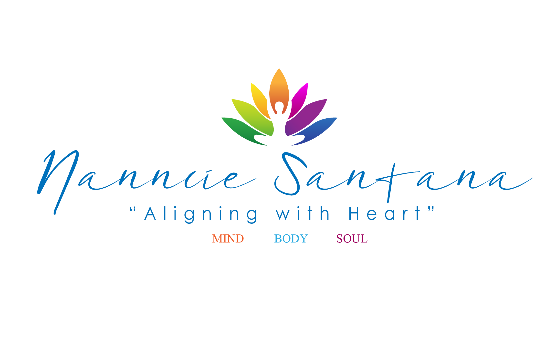 Nanncie Santana
“Aligning with Heart”
MIND BODY SOUL